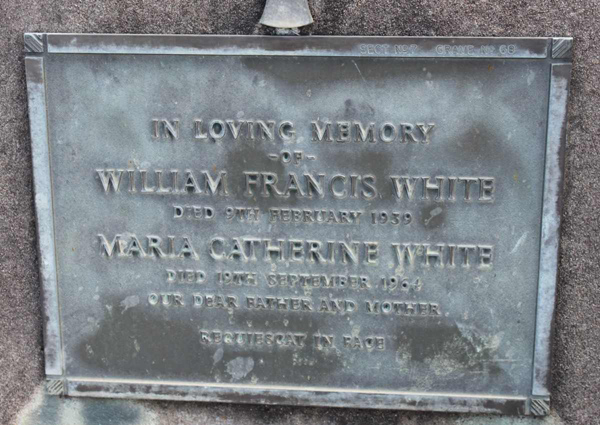 IN LOVING MEMORY
- OF -
WILLIAM FRANCIS WHITE
DIED 9TH FEBRUARY 1939
MARIA CATHERINE WHITE
DIED 19TH SEPTEMBER 1964
OUR DEAR FATHER AND MOTHER
REQUIESCAT IN PACE